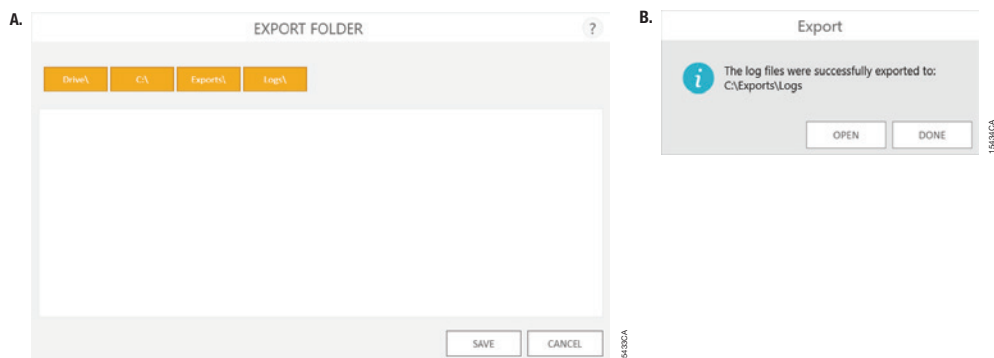 A.
EXPORT FOLDER
?
Drive\ C:\ Exports\ Logs\
SAVE CANCEL
5433CA
B.
Export
i
The log files were successfully exported to:
C:\Exports\Logs
OPEN DONE
15434CA